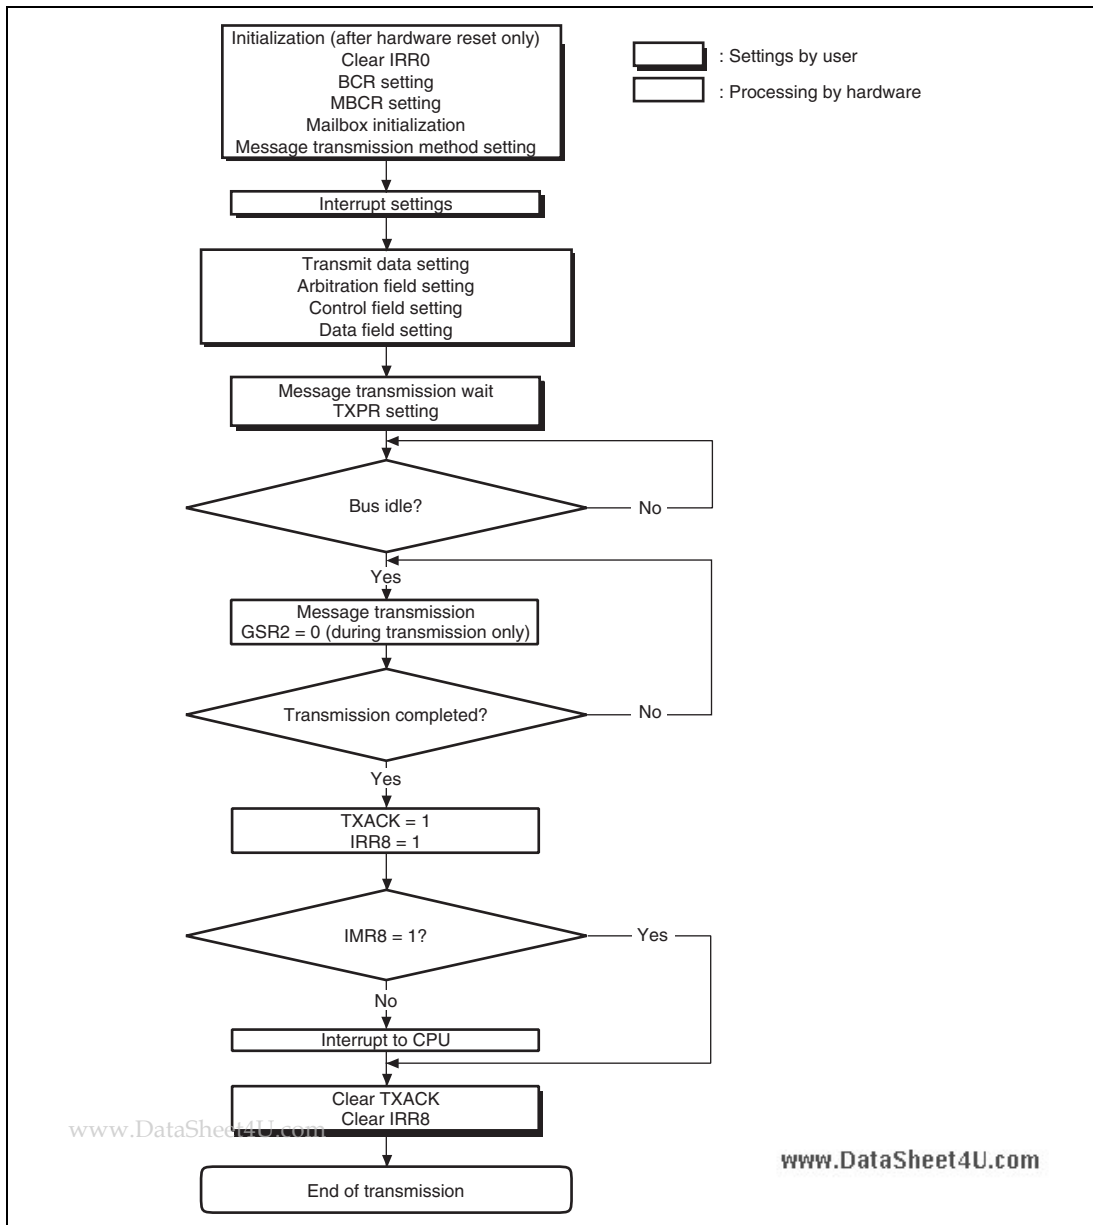 Initialization (after hardware reset only)
Clear IRR0
BCR setting
MBCR setting
Mailbox initialization
Message transmission method setting
: Settings by user
: Processing by hardware
Interrupt settings
Transmit data setting
Arbitration field setting
Control field setting
Data field setting
Message transmission wait
TXPR setting
Bus idle?
No
Yes
Message transmission
GSR2 = 0 (during transmission only)
Transmission completed?
No
Yes
TXACK = 1
IRR8 = 1
IMR8 = 1?
Yes
No
Interrupt to CPU
Clear TXACK
Clear IRR8
www.DataSheet4U.com
www.DataSheet4U.com
End of transmission